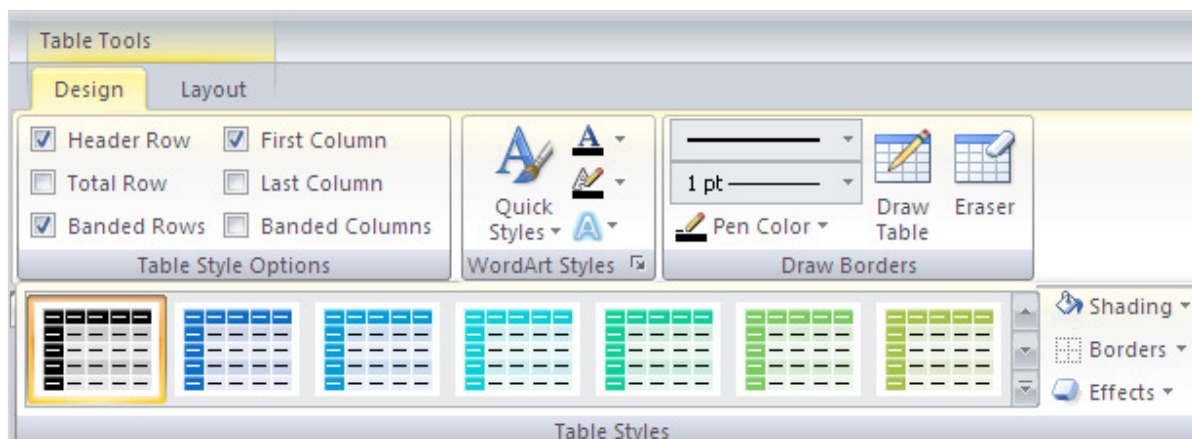 Table Tools
Design Layout
Header Row First Column
Total Row Last Column
Banded Rows Banded Columns
Table Style Options
Quick
Styles
WordArt Styles
1 pt
Pen Color
Draw
Table
Eraser
Draw Borders
Shading
Borders
Effects
Table Styles